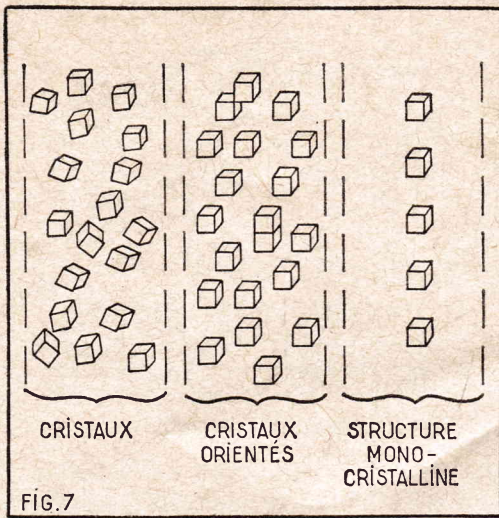 CRISTAUX
CRISTAUX
ORIENTÉS
STRUCTURE
MONO-
CRISTALLINE
FIG.7